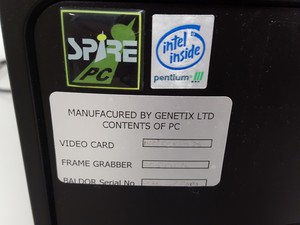 SPIRE
PC
intel
inside
pentium III
MANUFACURED BY GENETIX LTD
CONTENTS OF PC
VIDEO CARD
FRAME GRABBER
BALDOR Serial No